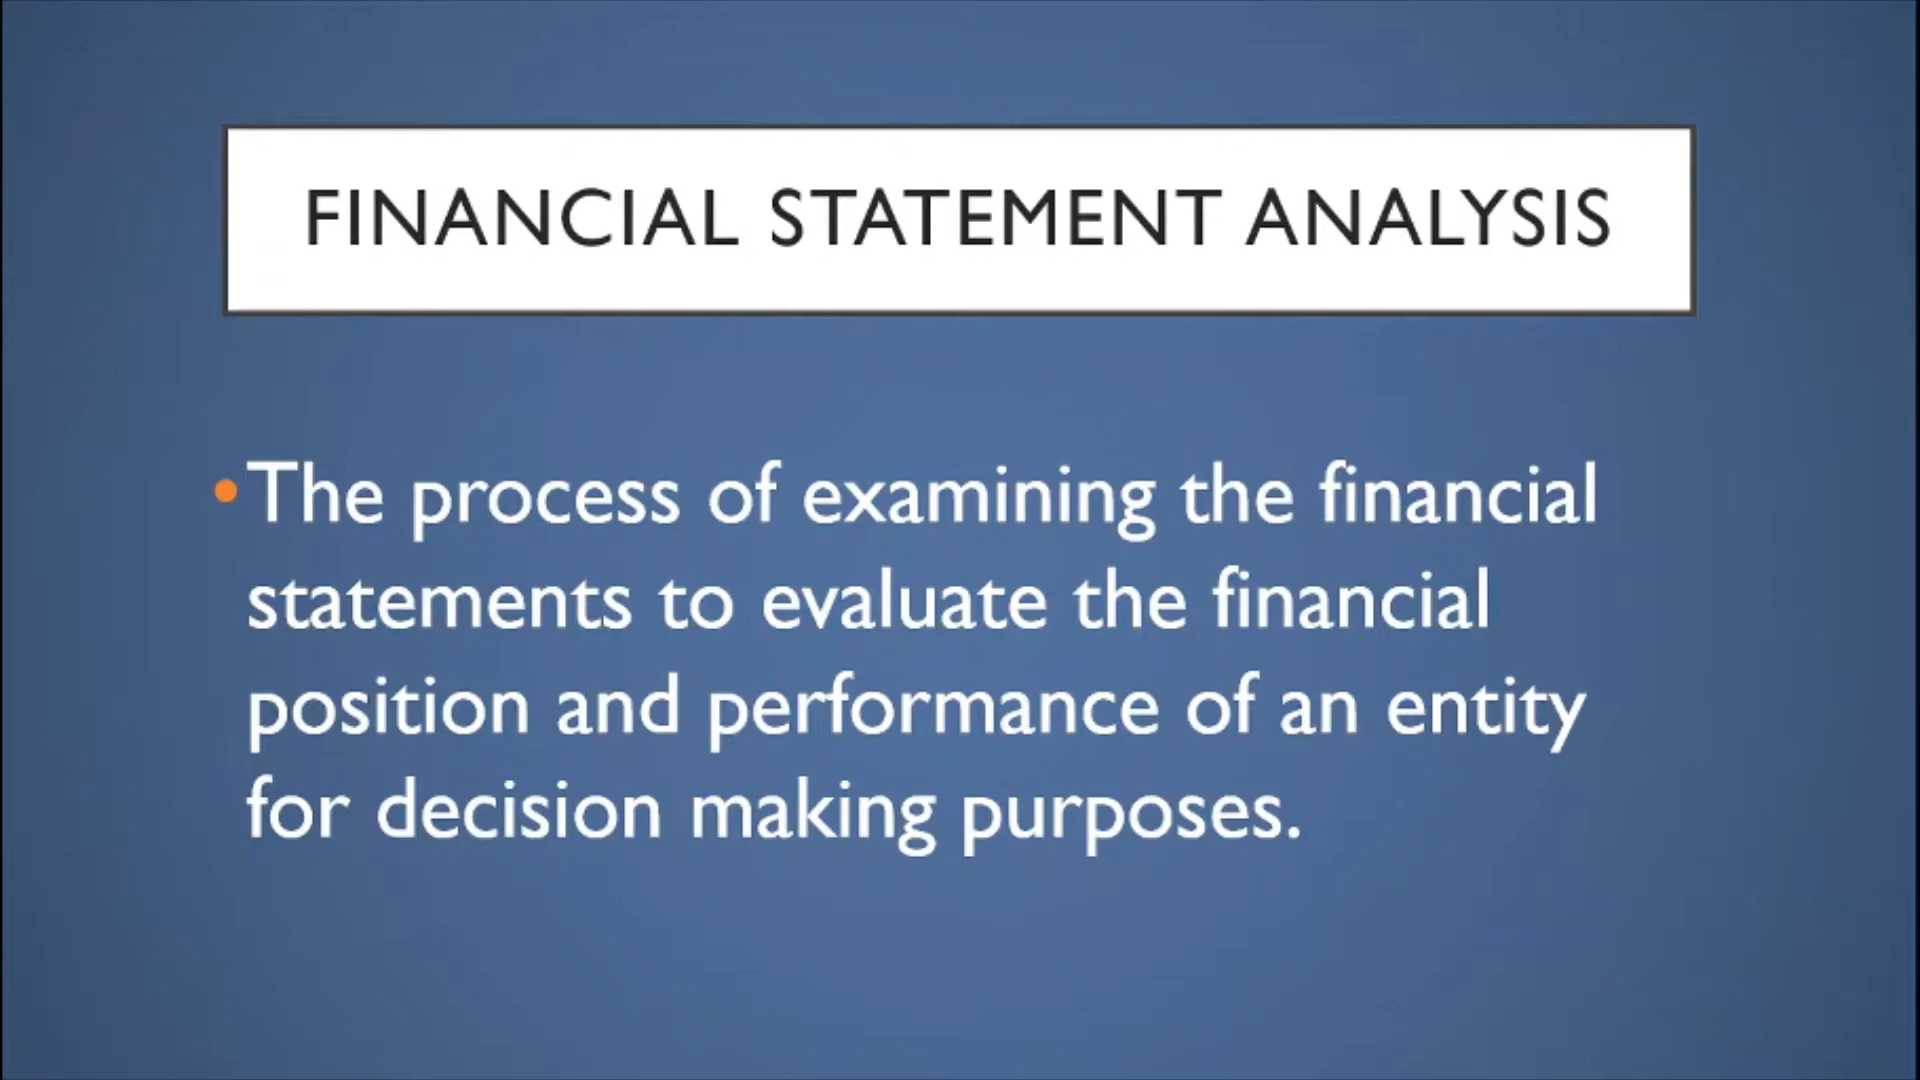 FINANCIAL STATEMENT ANALYSIS
•The process of examining the financial
statements to evaluate the financial
position and performance of an entity
for decision making purposes.